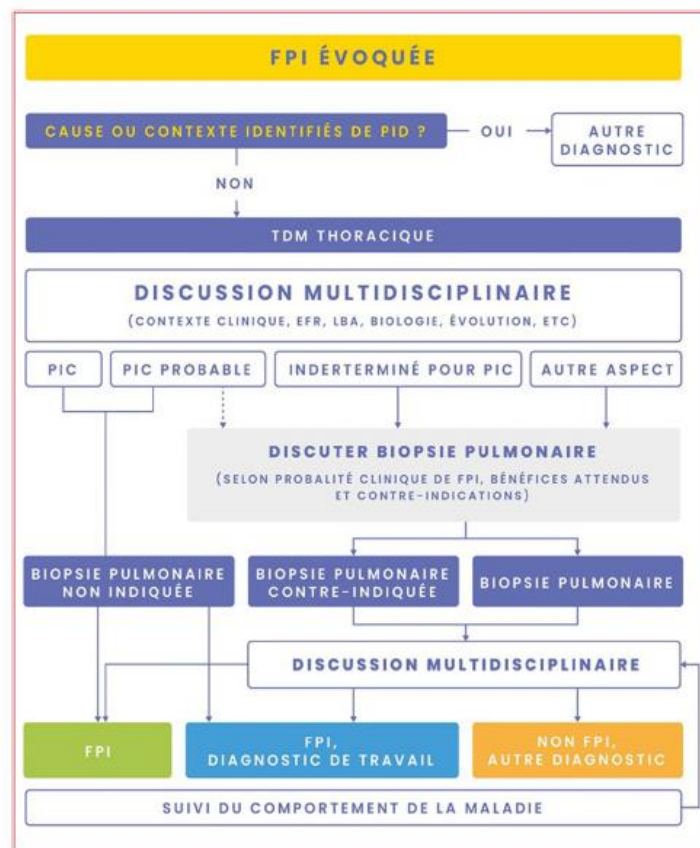 FPI ÉVOQUÉE
CAUSE OU CONTEXTE IDENTIFIÉS DE PID ?
OUI
AUTRE
DIAGNOSTIC
NON
TDM THORACIQUE
DISCUSSION MULTIDISCIPLINAIRE
(CONTEXTE CLINIQUE, EFR, LBA, BIOLOGIE, ÉVOLUTION, ETC)
PIC
PIC PROBABLE
INDERTERMINÉ POUR PIC
AUTRE ASPECT
DISCUTER BIOPSIE PULMONAIRE
(SELON PROBALITÉ CLINIQUE DE FPI, BÉNÉFICES ATTENDUS
ET CONTRE-INDICATIONS)
BIOPSIE PULMONAIRE
NON INDIQUÉE
BIOPSIE PULMONAIRE
CONTRE-INDIQUÉE
BIOPSIE PULMONAIRE
DISCUSSION MULTIDISCIPLINAIRE
FPI
FPI,
DIAGNOSTIC DE TRAVAIL
NON FPI,
AUTRE DIAGNOSTIC
SUIVI DU COMPORTEMENT DE LA MALADIE